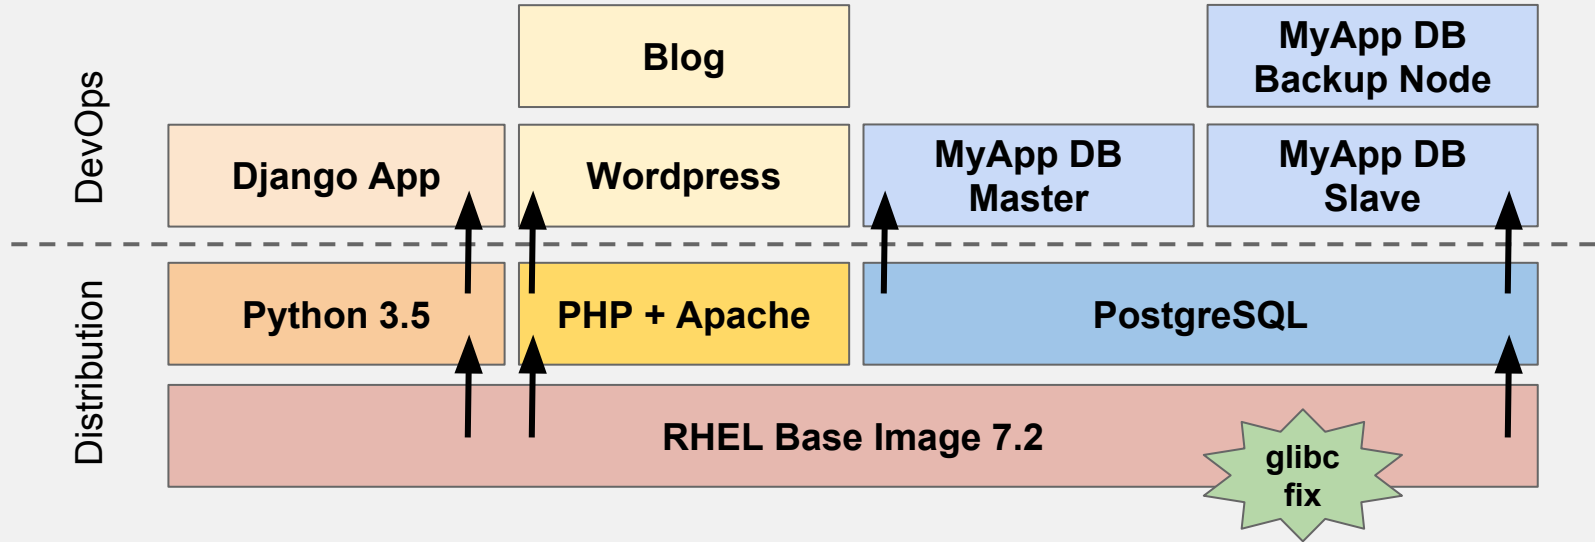 DevOps
Blog
MyApp DB
Backup Node
Django App
Wordpress
MyApp DB
Master
MyApp DB
Slave
Distribution
Python 3.5
PHP + Apache
PostgreSQL
RHEL Base Image 7.2
glibc
fix